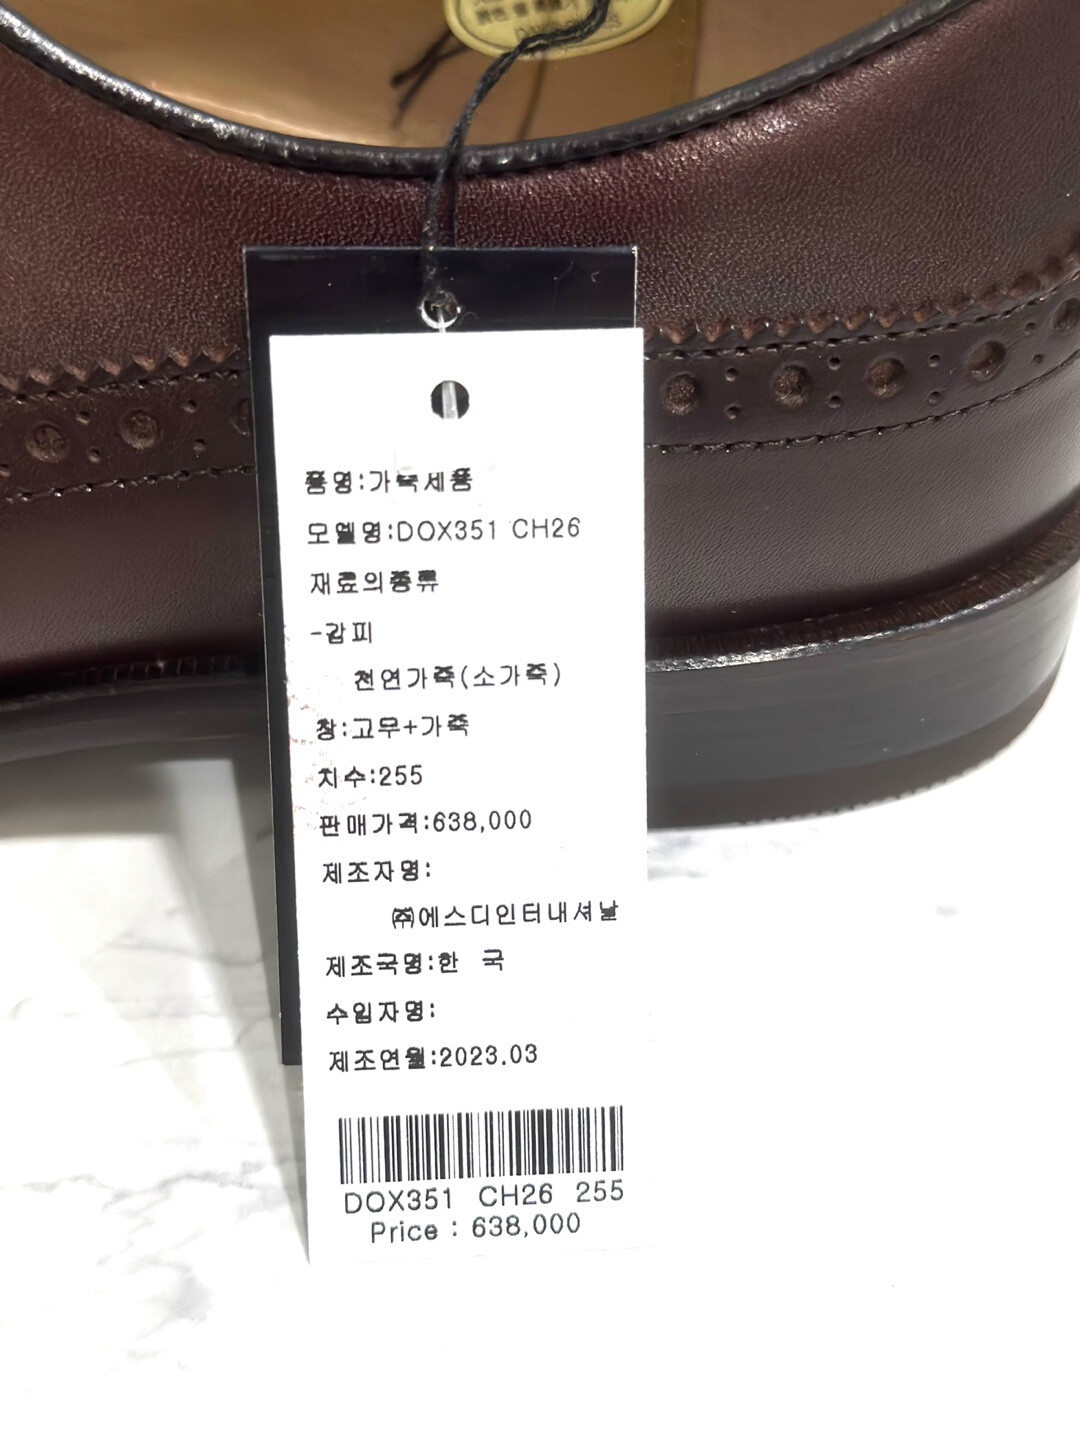 품명:가죽제품
모델명:DOX351 CH26
재료의종류
-갑피
천연가죽(소가죽)
창:고무+가죽
치수:255
판매가격:638,000
제조자명:
㈜에스디인터내셔날
제조국명:한 국
수입자명:
제조연월:2023.03
DOX351 CH26 255
Price : 638,000